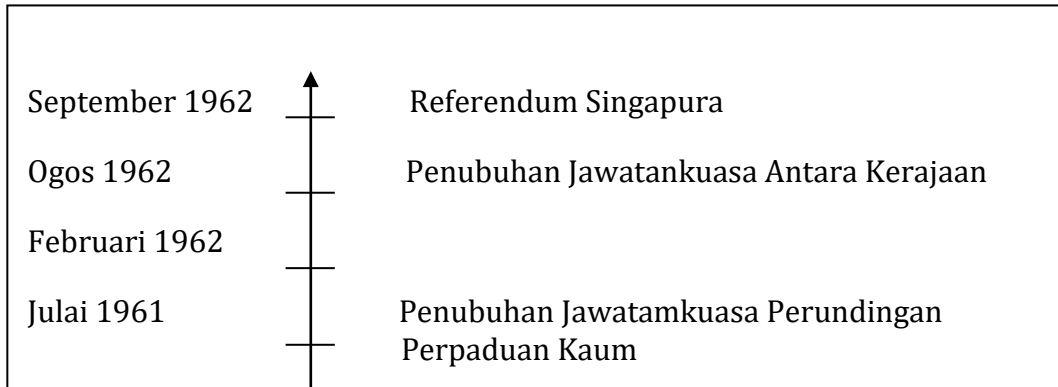 September 1962 Referendum Singapura
Ogos 1962 Penubuhan Jawatankuasa Antara Kerajaan
Februari 1962
Julai 1961 Penubuhan Jawatamkuasa Perundingan
Perpaduan Kaum